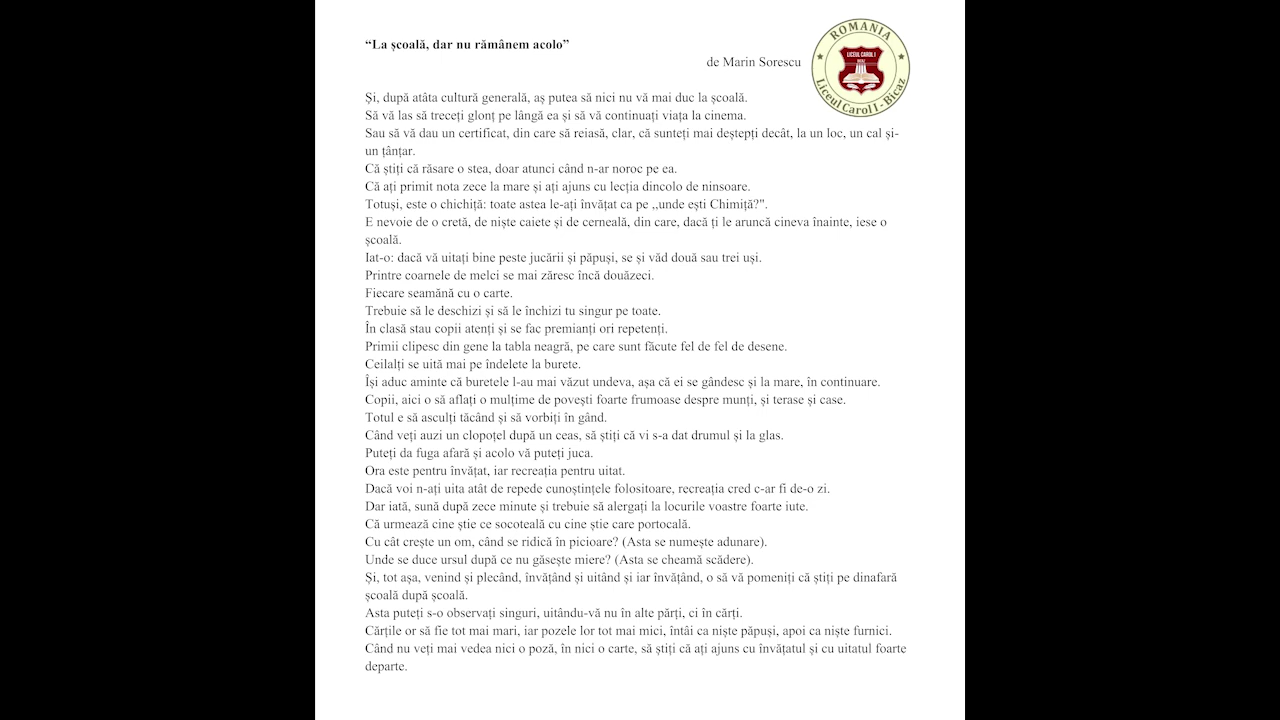 “La școală, dar nu rămânem acolo”
de Marin Sorescu
ROMANIA
LICEUL CAROL I
BICAZ
Liceul Carol I - Bicaz
Și, după atâta cultură generală, aș putea să nici nu vă mai duc la școală.
Să vă las să treceți glonț pe lângă ea și să vă continuați viața la cinema.
Sau să vă dau un certificat, din care să reiasă, clar, că sunteți mai deștepți decât, la un loc, un cal și-
un țânțar.
Că știți că răsare o stea, doar atunci când n-ar noroc pe ea.
Că ați primit nota zece la mare și ați ajuns cu lecția dincolo de ninsoare.
Totuși, este o chichiță: toate astea le-ați învățat ca pe ,,unde ești Chimiță?".
E nevoie de o cretă, de niște caiete și de cerneală, din care, dacă ți le aruncă cineva înainte, iese o
școală.
Iat-o: dacă vă uitați bine peste jucării și păpuși, se și văd două sau trei uși.
Printre coarnele de melci se mai zăresc încă douăzeci.
Fiecare seamănă cu o carte.
Trebuie să le deschizi și să le închizi tu singur pe toate.
În clasă stau copii atenți și se fac premianți ori repetenți.
Primii clipesc din gene la tabla neagră, pe care sunt făcute fel de fel de desene.
Ceilalți se uită mai pe îndelete la burete.
Își aduc aminte că buretele l-au mai văzut undeva, așa că ei se gândesc și la mare, în continuare.
Copii, aici o să aflați o mulțime de povești foarte frumoase despre munți, și terase și case.
Totul e să asculți tăcând și să vorbiți în gând.
Când veți auzi un clopoțel după un ceas, să știți că vi s-a dat drumul și la glas.
Puteți da fuga afară și acolo vă puteți juca.
Ora este pentru învățat, iar recreația pentru uitat.
Dacă voi n-ați uita atât de repede cunoștințele folositoare, recreația cred c-ar fi de-o zi.
Dar iată, sună după zece minute și trebuie să alergați la locurile voastre foarte iute.
Că urmează cine știe ce socoteală cu cine știe care portocală.
Cu cât crește un om, când se ridică în picioare? (Asta se numește adunare).
Unde se duce ursul după ce nu găsește miere? (Asta se cheamă scădere).
Și, tot așa, venind și plecând, învățând și uitând și iar învățând, o să vă pomeniți că știți pe dinafară
școală după școală.
Asta puteți s-o observați singuri, uitându-vă nu în alte părți, ci în cărți.
Cărțile or să fie tot mai mari, iar pozele lor tot mai mici, întâi ca niște păpuși, apoi ca niște furnici.
Când nu veți mai vedea nici o poză, în nici o carte, să știți că ați ajuns cu învățatul și cu uitatul foarte
departe.